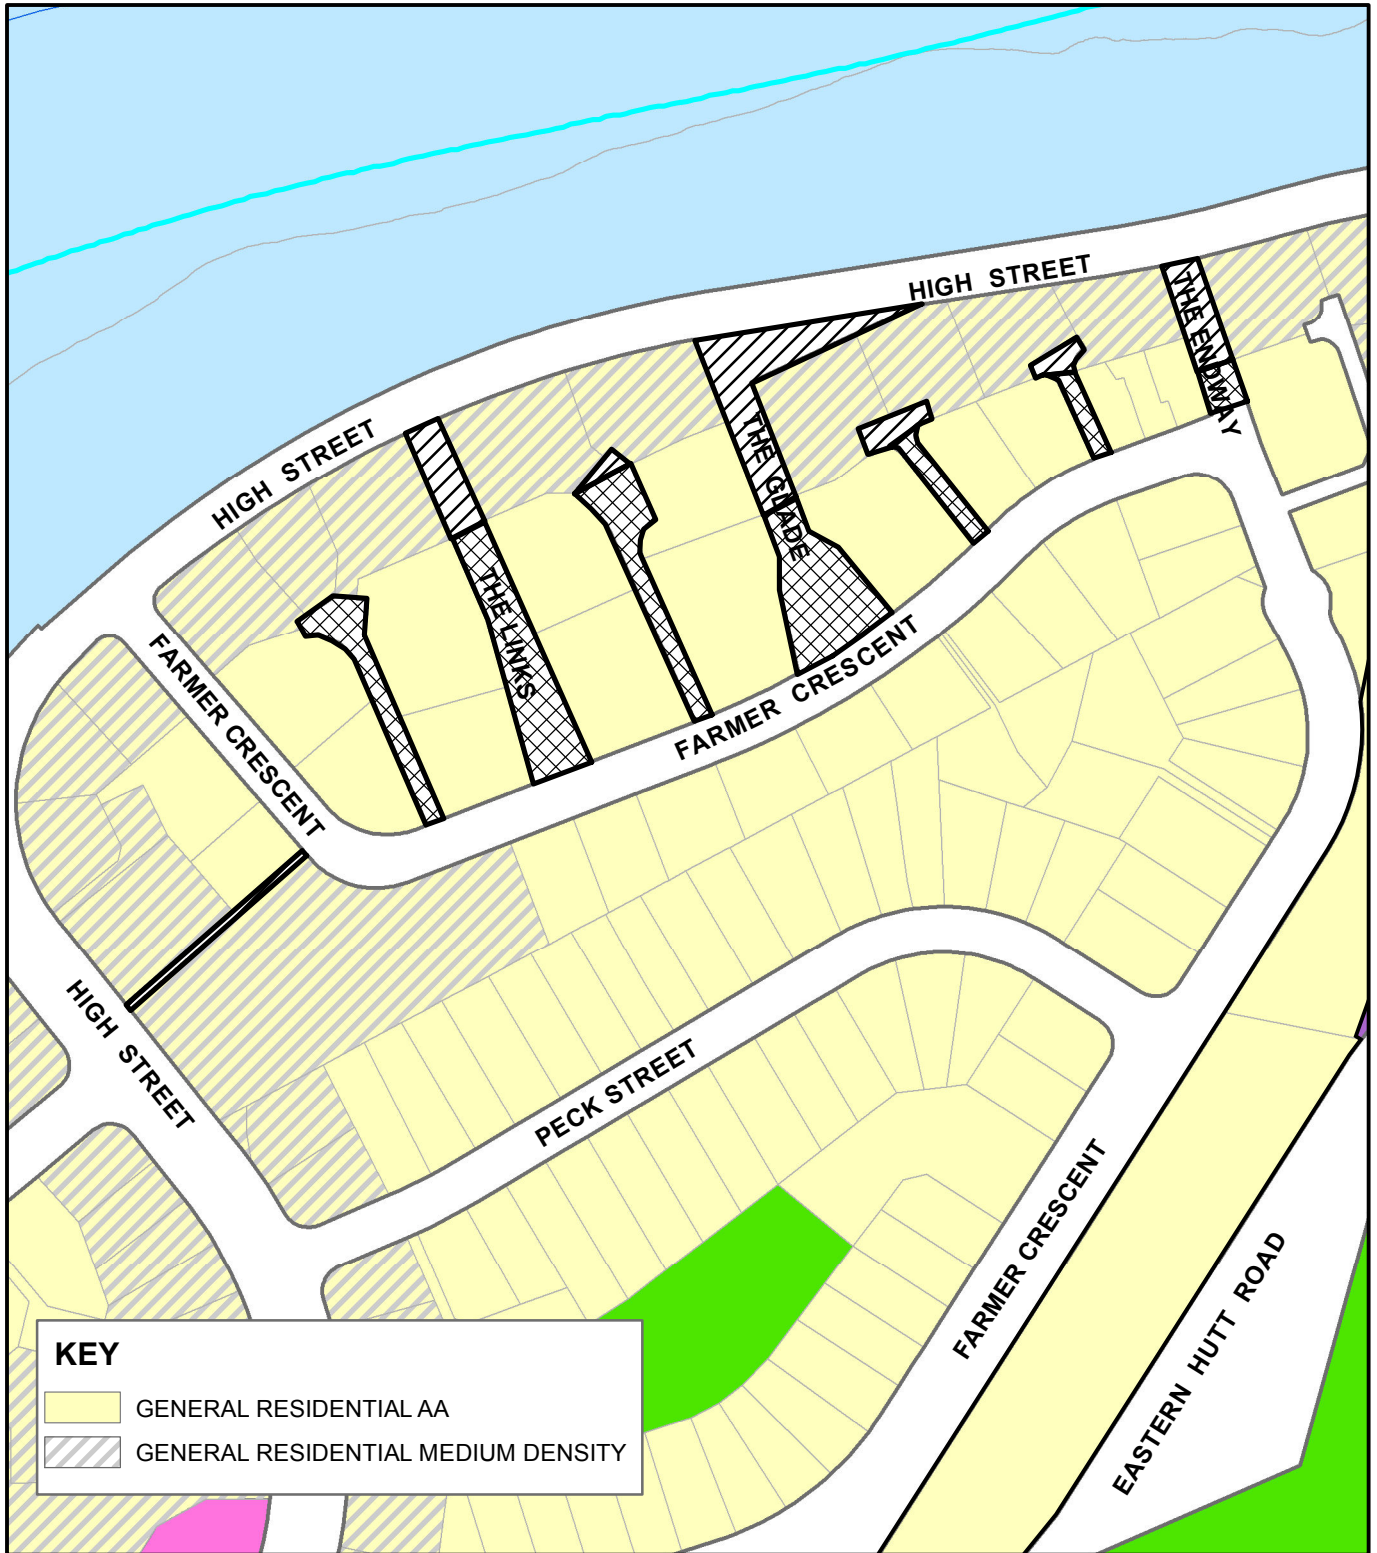 HIGH STREET
THE ENDWAY
HIGH STREET
THE GLADE
THE LINKS
FARMER CRESCENT
FARMER CRESCENT
HIGH STREET
PECK STREET
FARMER CRESCENT
EASTERN HUTT ROAD
KEY
GENERAL RESIDENTIAL AA
GENERAL RESIDENTIAL MEDIUM DENSITY